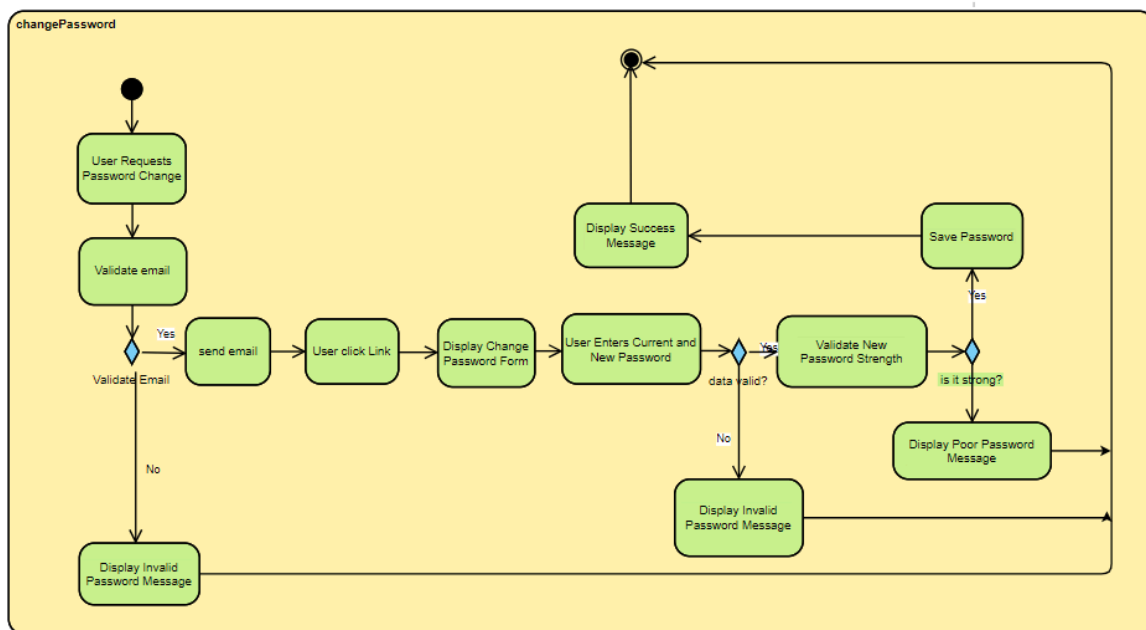 changePassword
User Requests
Password Change
Validate email
Yes
Validate Email
No
Display Invalid
Password Message
send email
User click Link
Display Change
Password Form
User Enters Current and
New Password
data valid?
Yes
No
Display Invalid
Password Message
Validate New
Password Strength
is it strong?
Yes
Save Password
Display Success
Message
Display Poor Password
Message